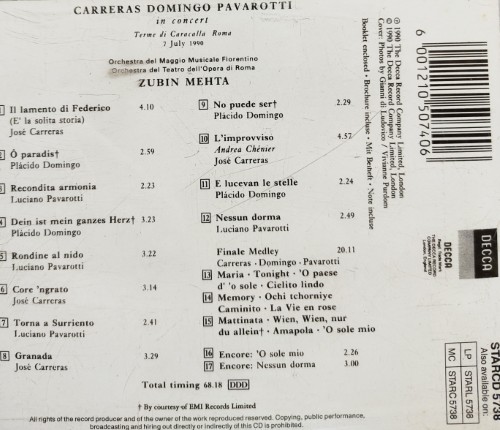 CARRERAS DOMINGO PAVAROTTI
in concert
Terme di Caracalla Roma
7 July 1990
Orchestra del Maggio Musicale Fiorentino
Orchestra del Teatro dell'Opera di Roma
ZUBIN MEHTA
1 Il lamento di Federico 4.10
(E' la solita storia)
José Carreras
2 Ô paradis† 2.59
Plácido Domingo
3 Recondita armonia 2.23
Luciano Pavarotti
4 Dein ist mein ganzes Herz† 3.23
Plácido Domingo
5 Rondine al nido 3.22
Luciano Pavarotti
6 Core 'ngrato 3.14
José Carreras
7 Torna a Surriento 2.41
Luciano Pavarotti
8 Granada 3.29
José Carreras
9 No puede ser† 2.29
Plácido Domingo
10 L'improvviso 4.57
Andrea Chénier
José Carreras
11 E lucevan le stelle 2.24
Plácido Domingo
12 Nessun dorma 2.49
Luciano Pavarotti
Finale Medley 20.11
Carreras · Domingo · Pavarotti
13 Maria · Tonight · 'O paese
d' 'o sole · Cielito lindo
14 Memory · Ochi tchorniye
Caminito · La Vie en rose
15 Mattinata · Wien, Wien, nur
du allein† · Amapola · 'O sole mio
16 Encore: 'O sole mio 2.26
17 Encore: Nessun dorma 3.00
Total timing 68.18 DDD
† By courtesy of EMI Records Limited
All rights of the record producer and of the owner of the work reproduced reserved. Copying, public performance,
broadcasting and hiring out directly or indirectly of this CD is prohibited.
℗ 1990 The Decca Record Company Limited, London
© 1990 The Decca Record Company Limited, London
Cover: Photos by Gianni di Ludovico / Vivianne Purdom
Booklet enclosed · Brochure incluse · Mit Beiheft · Note incluse
6 001210 507406
DECCA
DECCA
THE DECCA RECORD
COMPANY LIMITED
London, England
STARCD 5738
Also available on:
LP STARL 5738
MC STARC 5738